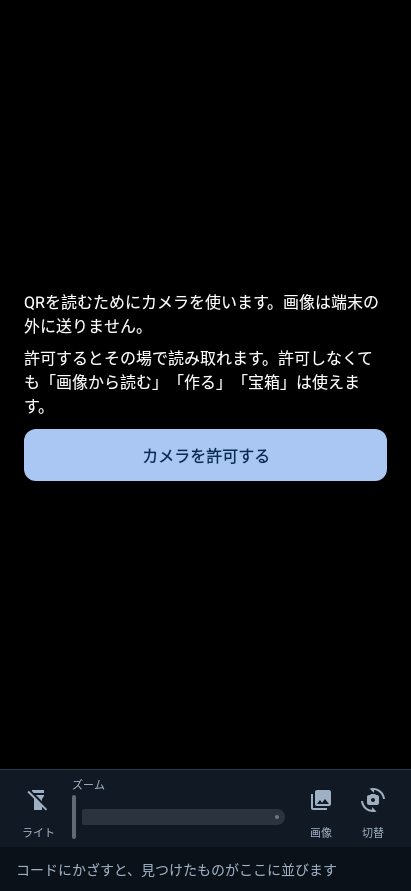 QRを読むためにカメラを使います。画像は端末の
外に送りません。
許可するとその場で読み取れます。許可しなくて
も「画像から読む」「作る」「宝箱」は使えま
す。
カメラを許可する
ズーム
ライト
画像
切替
コードにかざすと、見つけたものがここに並びます